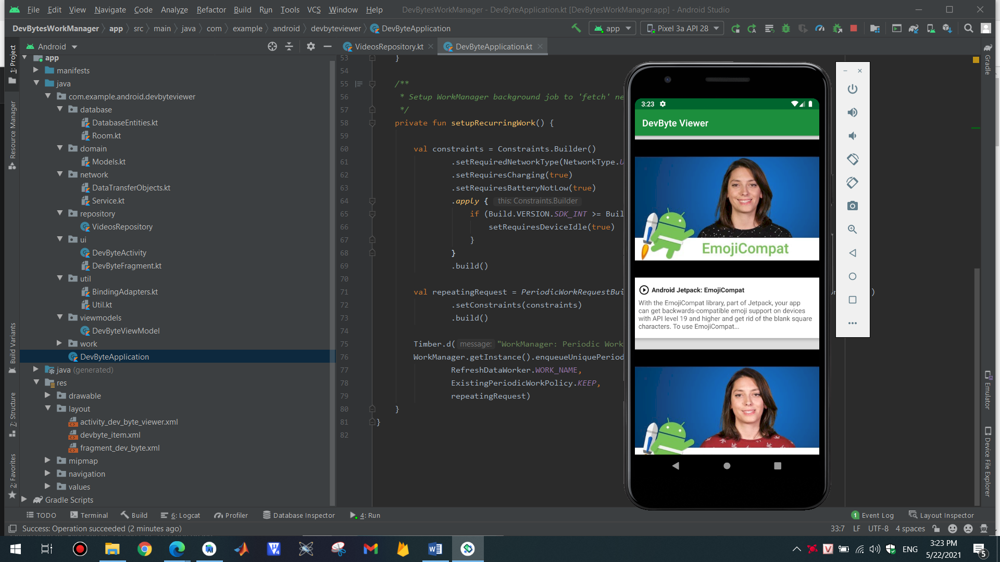 File Edit View Navigate Code Analyze Refactor Build Run Tools VCS Window Help DevBytesWorkManager - DevByteApplication.kt [DevBytesWorkManager.app] - Android Studio
DevBytesWorkManager app src main java com example android devbyteviewer DevByteApplication app Pixel 3a API 28
Android VideosRepository.kt DevByteApplication.kt
1: Project
Resource Manager
Build Variants
7: Structure
2: Favorites
app
manifests
java
com.example.android.devbyteviewer
database
DatabaseEntities.kt
Room.kt
domain
Models.kt
network
DataTransferObjects.kt
Service.kt
repository
VideosRepository
ui
DevByteActivity
DevByteFragment.kt
util
BindingAdapters.kt
Util.kt
viewmodels
DevByteViewModel
work
DevByteApplication
java (generated)
res
drawable
layout
activity_dev_byte_viewer.xml
devbyte_item.xml
fragment_dev_byte.xml
mipmap
navigation
values
Gradle Scripts
53 }
54
55 /**
56 * Setup WorkManager background job to 'fetch' ne
57 */
58 private fun setupRecurringWork() {
59
60 val constraints = Constraints.Builder()
61 .setRequiredNetworkType(NetworkType.U
62 .setRequiresCharging(true)
63 .setRequiresBatteryNotLow(true)
64 .apply { this: Constraints.Builder
65 if (Build.VERSION.SDK_INT >= Buil
66 setRequiresDeviceIdle(true)
67 }
68 }
69 .build()
70
71 val repeatingRequest = PeriodicWorkRequestBui )
72 .setConstraints(constraints)
73 .build()
74
75 Timber.d( message: "WorkManager: Periodic Work
76 WorkManager.getInstance().enqueueUniquePeriod
77 RefreshDataWorker.WORK_NAME,
78 ExistingPeriodicWorkPolicy.KEEP,
79 repeatingRequest)
80 }
81 }
82
3:23
DevByte Viewer
EmojiCompat
Android Jetpack: EmojiCompat
With the EmojiCompat library, part of Jetpack, your app
can get backwards-compatible emoji support on devices
with API level 19 and higher and get rid of the blank square
characters. To use EmojiCompat...
Gradle
Emulator
Device File Explorer
TODO Terminal Build 6: Logcat Profiler Database Inspector 4: Run 1 Event Log Layout Inspector
Success: Operation succeeded (2 minutes ago) 33:7 LF UTF-8 4 spaces
ENG 3:23 PM
5/22/2021 5